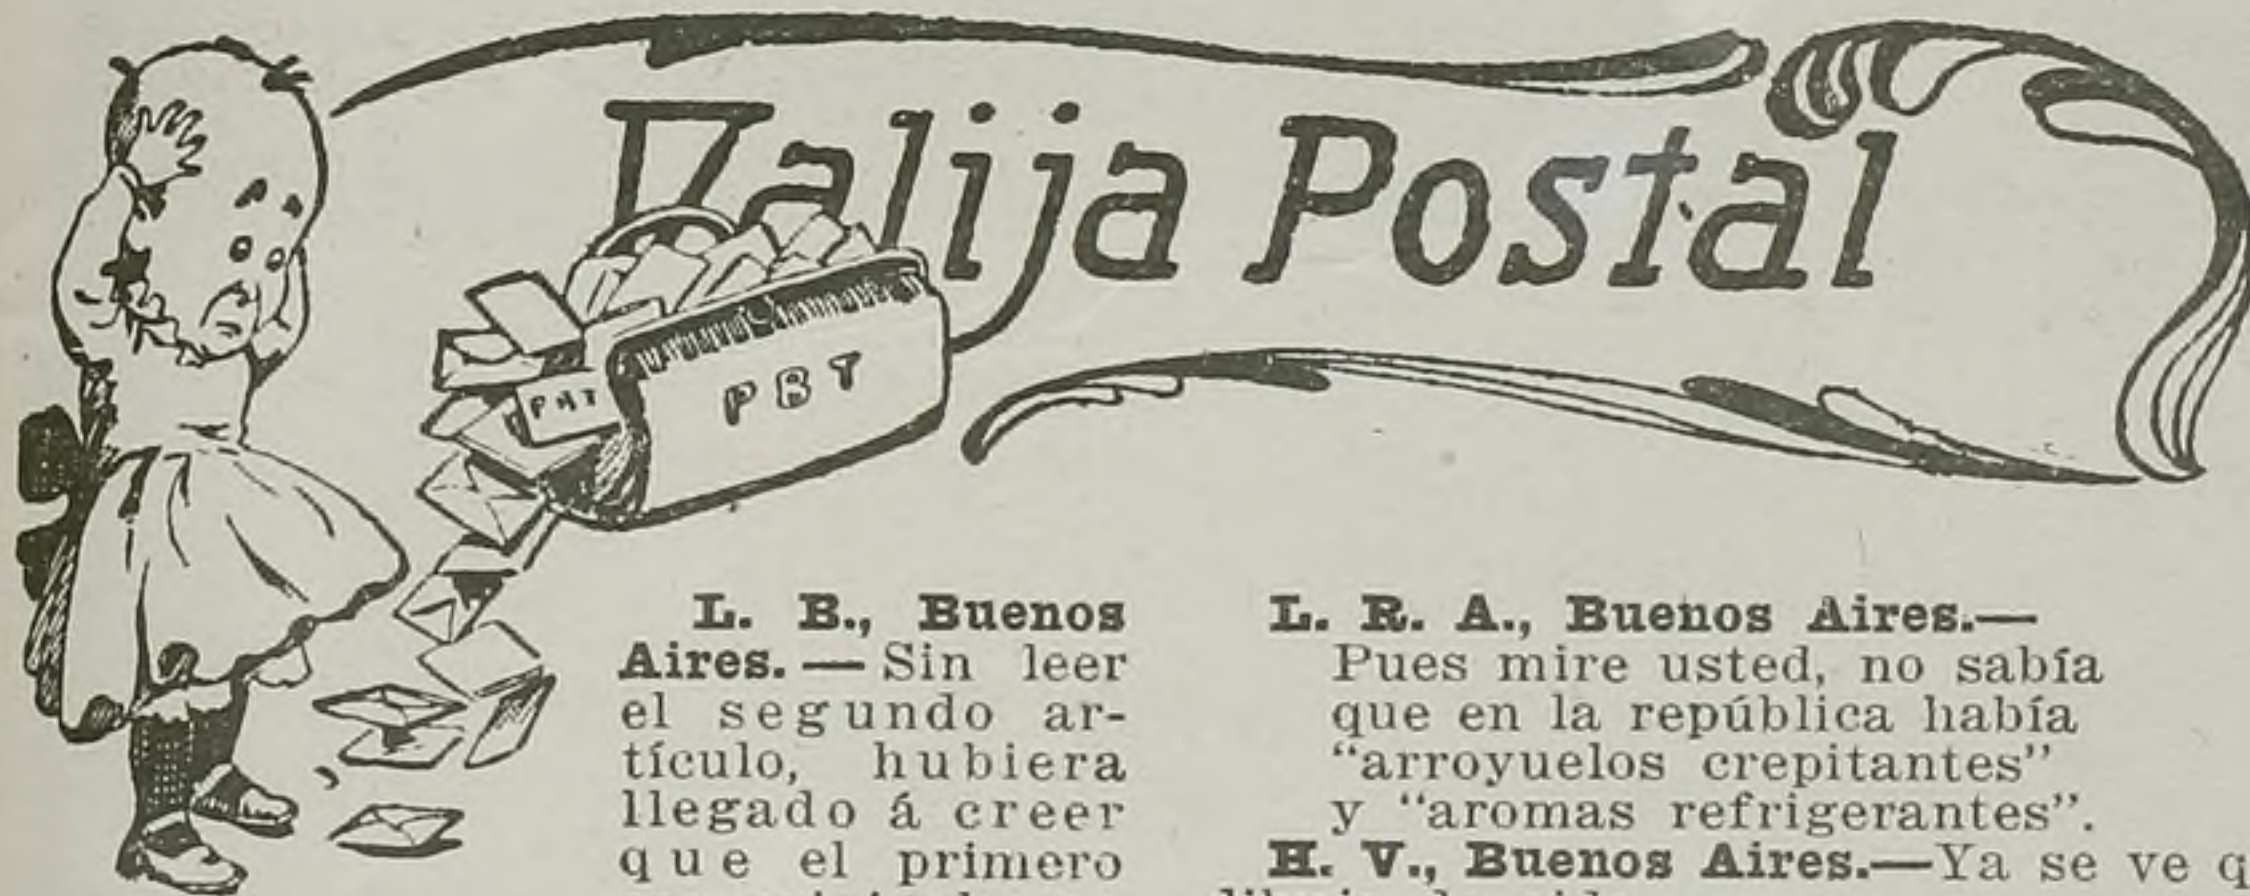 Valija Postal
PBT
L. B., Buenos
Aires. — Sin leer
el segundo ar-
tículo, hubiera
llegado á creer
que el primero
L. R. A., Buenos Aires.—
Pues mire usted, no sabía
que en la república había
“arroyuelos crepitantes”
y “aromas refrigerantes”.
H. V., Buenos Aires.—Ya se ve q